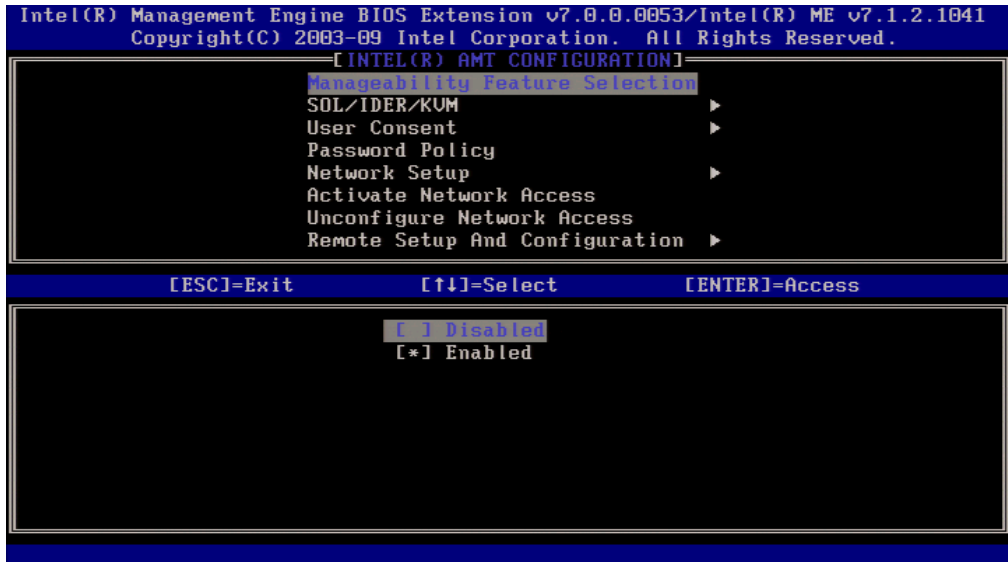 Intel(R) Management Engine BIOS Extension v7.0.0.0053/Intel(R) ME v7.1.2.1041
Copyright(C) 2003-09 Intel Corporation. All Rights Reserved.
[INTEL(R) AMT CONFIGURATION]
Manageability Feature Selection
SOL/IDER/KVM ►
User Consent ►
Password Policy
Network Setup ►
Activate Network Access
Unconfigure Network Access
Remote Setup And Configuration ►
[ESC]=Exit [↑↓]=Select [ENTER]=Access
[ ] Disabled
[*] Enabled